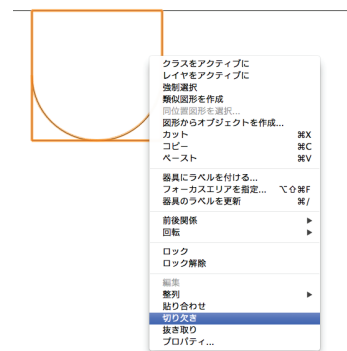 クラスをアクティブに
レイヤをアクティブに
強制選択
類似図形を作成
同位置図形を選択...
図形からオブジェクトを作成...
カット ⌘X
コピー ⌘C
ペースト ⌘V
器具にラベルを付ける...
フォーカスエリアを指定... ⌥⇧⌘F
器具のラベルを更新 ⌘/
前後関係 ▶
回転 ▶
ロック
ロック解除
編集
整列 ▶
貼り合わせ
切り欠き
抜き取り
プロパティ...